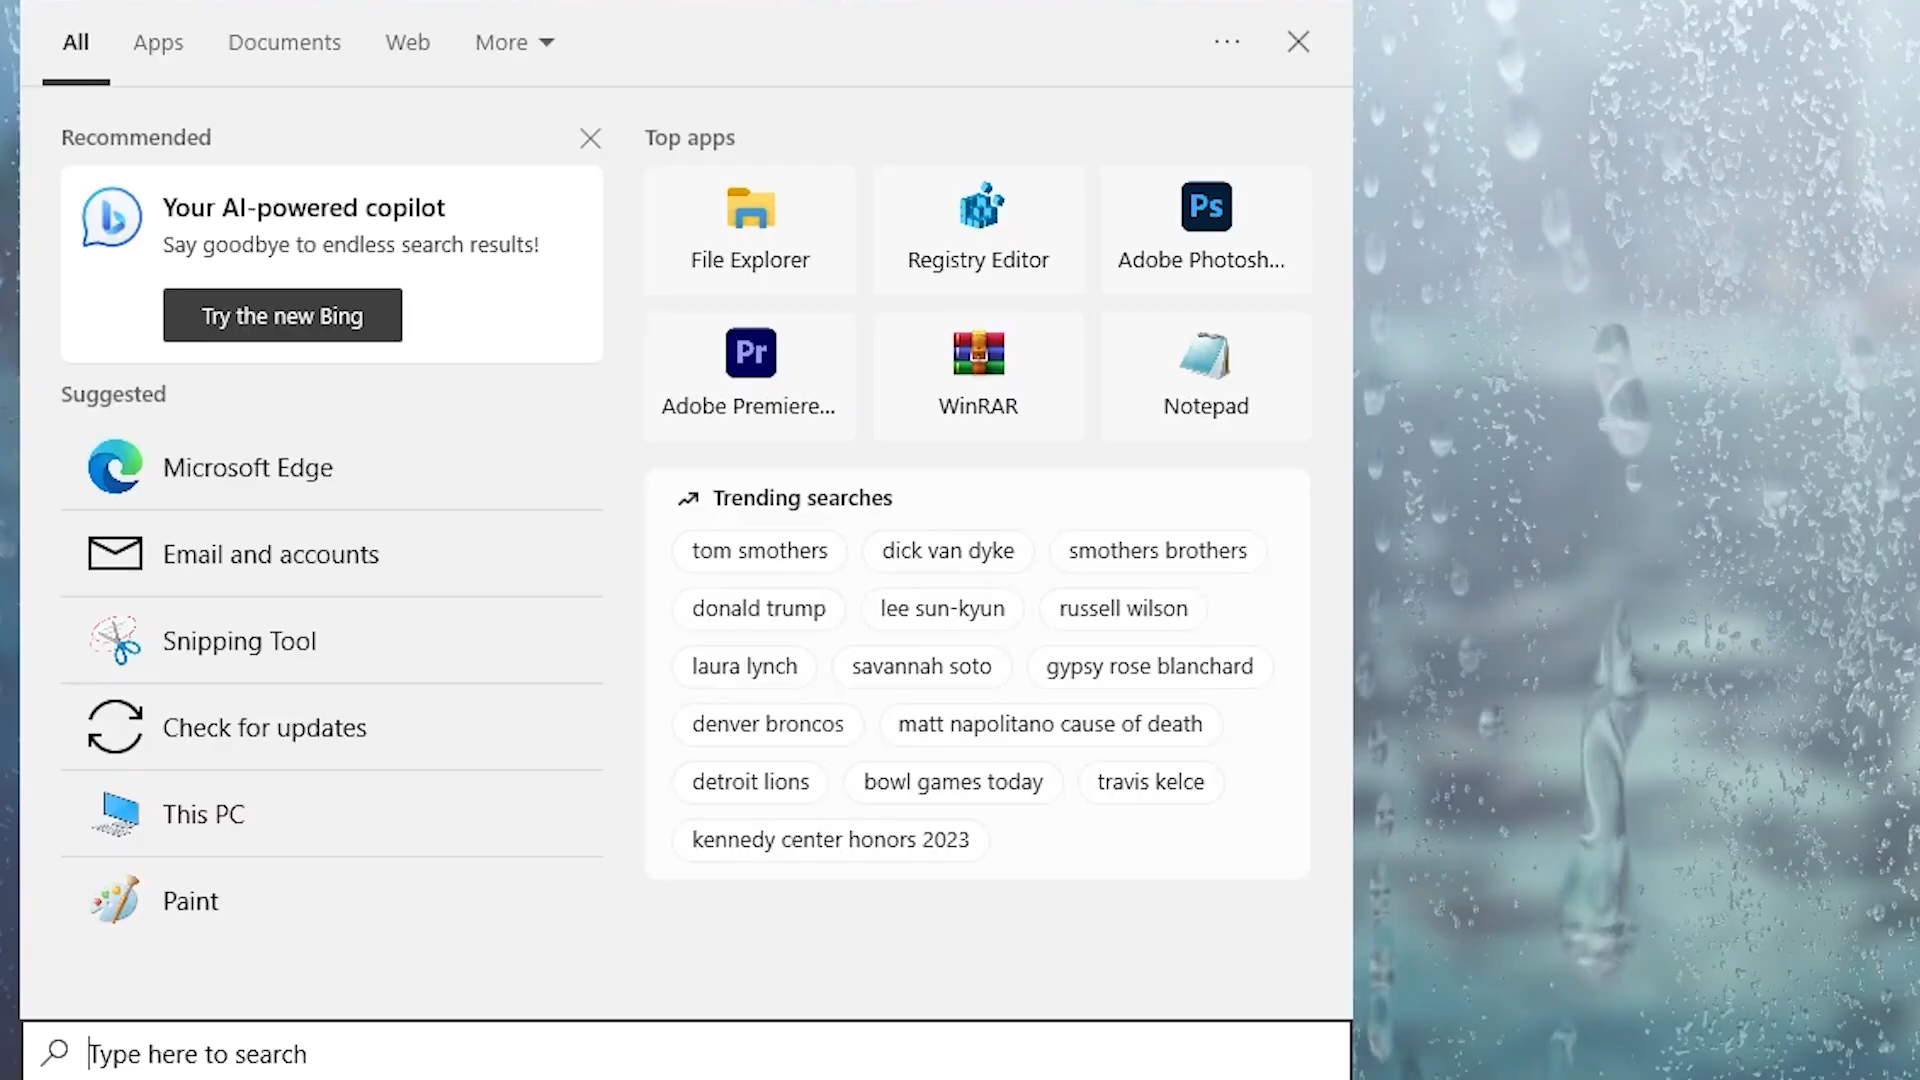 All Apps Documents Web More
Recommended
Your AI-powered copilot
Say goodbye to endless search results!
Try the new Bing
Suggested
Microsoft Edge
Email and accounts
Snipping Tool
Check for updates
This PC
Paint
Top apps
File Explorer
Registry Editor
Ps
Adobe Photosh...
Pr
Adobe Premiere...
WinRAR
Notepad
Trending searches
tom smothers dick van dyke smothers brothers
donald trump lee sun-kyun russell wilson
laura lynch savannah soto gypsy rose blanchard
denver broncos matt napolitano cause of death
detroit lions bowl games today travis kelce
kennedy center honors 2023
Type here to search